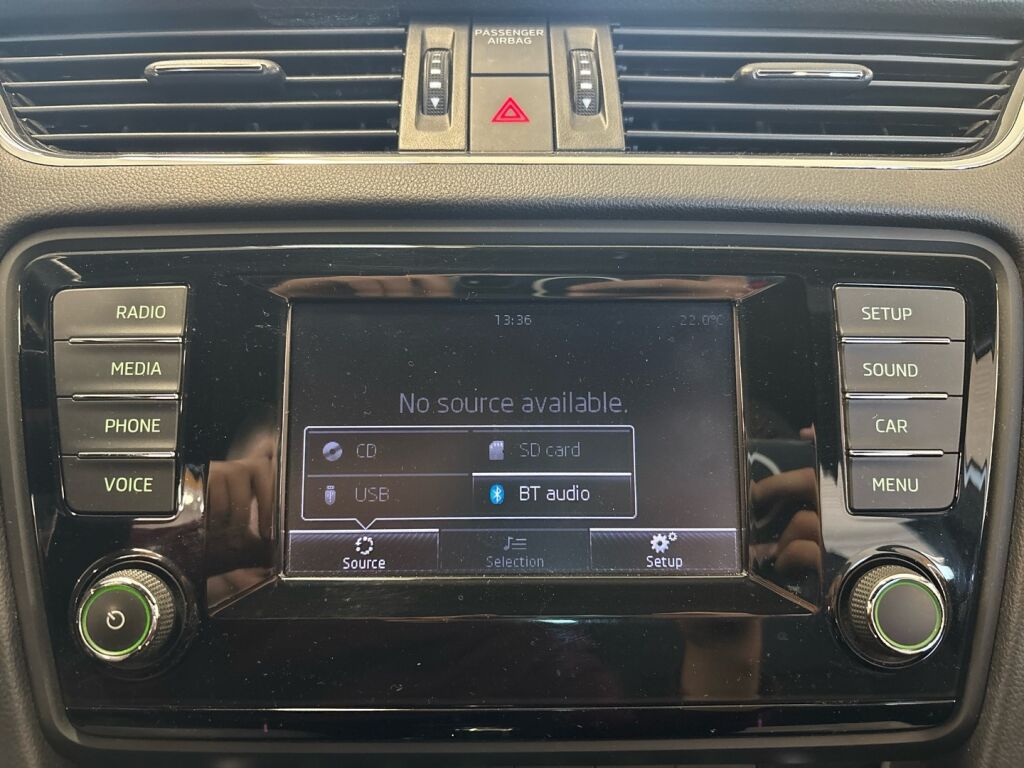 PASSENGER
AIRBAG
RADIO
MEDIA
PHONE
VOICE
13:36
22.0°C
No source available.
CD
SD card
USB
BT audio
Source
Selection
Setup
SETUP
SOUND
CAR
MENU